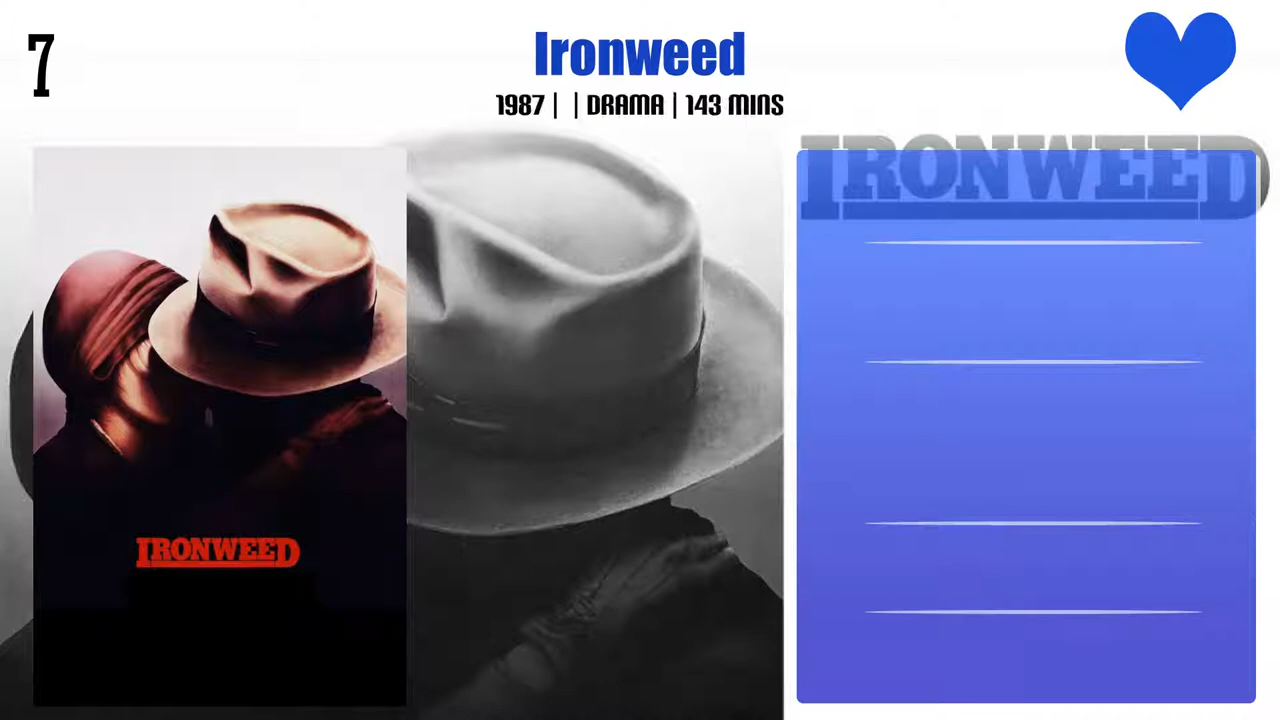 7
Ironweed
1987 | | DRAMA | 143 MINS
IRONWEED
IRONWEED